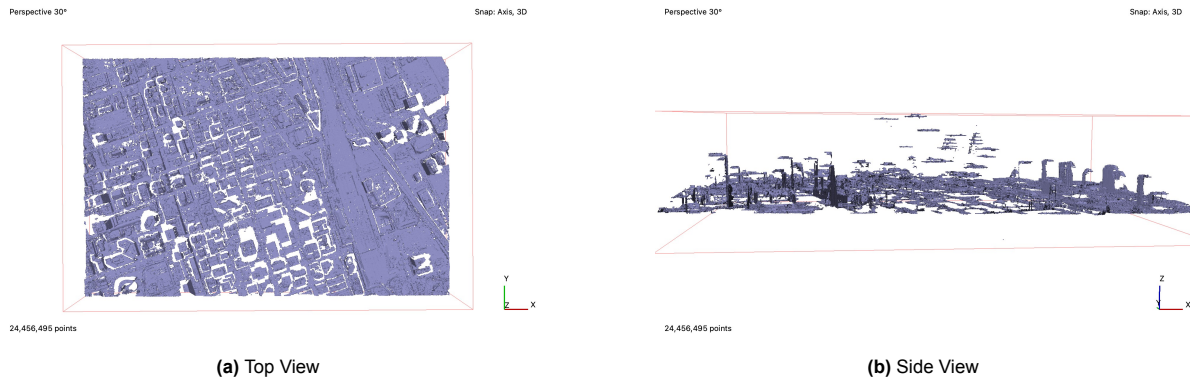 Perspective 30°
Snap: Axis, 3D
Y
Z
X
24,456,495 points
(a) Top View
Perspective 30°
Snap: Axis, 3D
Z
Y
X
24,456,495 points
(b) Side View